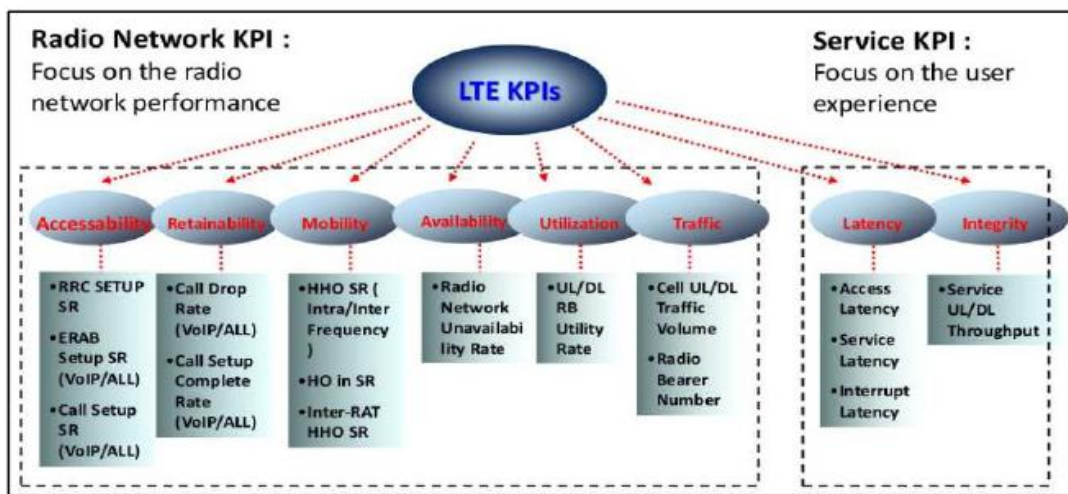 Radio Network KPI :
Focus on the radio
network performance
LTE KPIs
Service KPI :
Focus on the user
experience
Accessability
Retainability
Mobility
Availability
Utilization
Traffic
Latency
Integrity
•RRC SETUP
SR
•ERAB
Setup SR
(VoIP/ALL)
•Call Setup
SR
(VoIP/ALL)
•Call Drop
Rate
(VoIP/ALL)
•Call Setup
Complete
Rate
(VoIP/ALL)
•HHO SR (
Intra/Inter
Frequency
)
•HO in SR
•Inter-RAT
HHO SR
•Radio
Network
Unavailabi
lity Rate
•UL/DL
RB
Utility
Rate
•Cell UL/DL
Traffic
Volume
•Radio
Bearer
Number
•Access
Latency
•Service
Latency
•Interrupt
Latency
•Service
UL/DL
Throughput